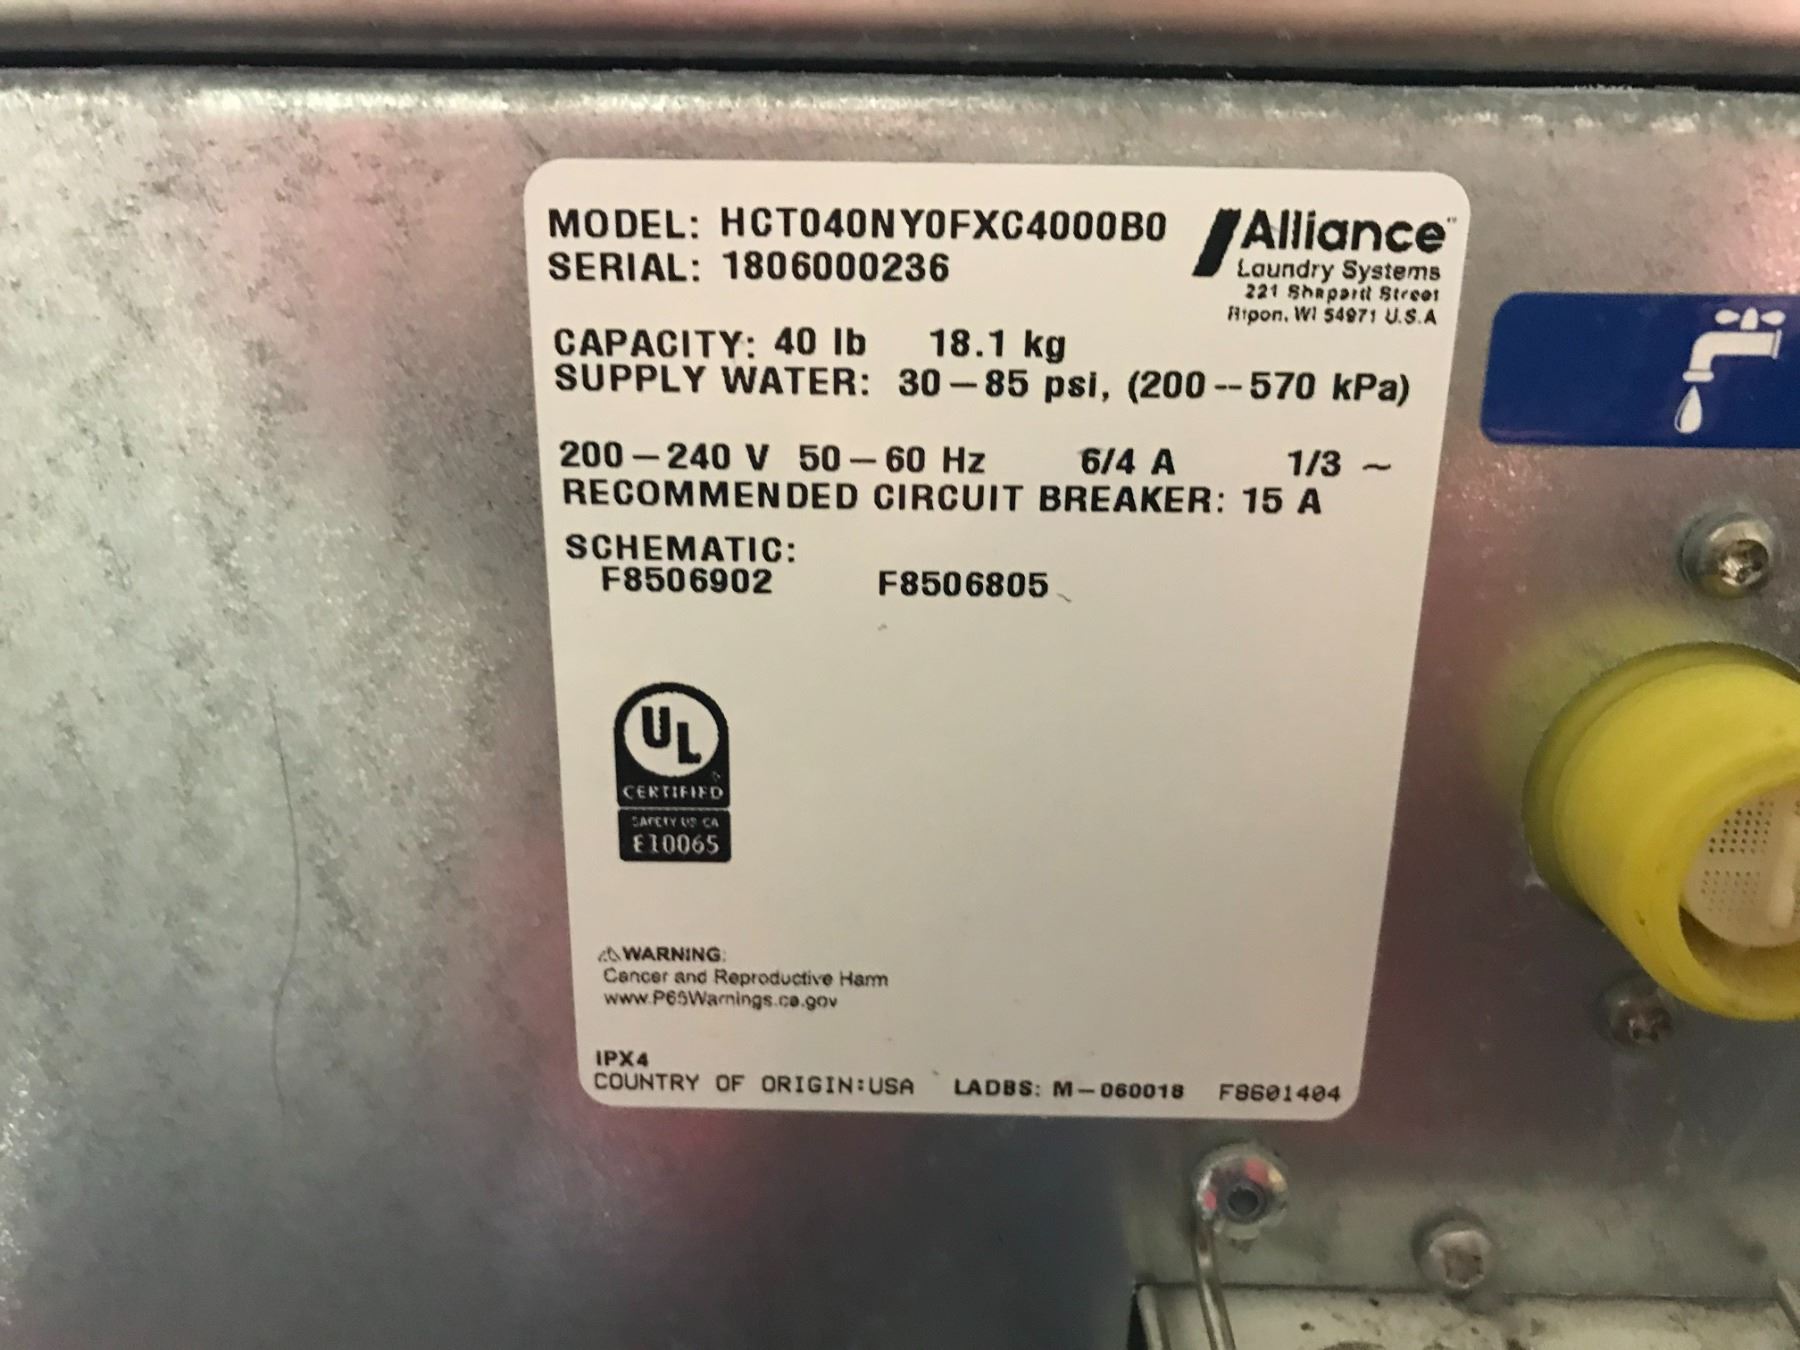 MODEL: HCT040NY0FXC4000B0
SERIAL: 1806000236
Alliance
Laundry Systems
221 Shepard Street
Ripon, WI 54971 U.S.A
CAPACITY: 40 lb 18.1 kg
SUPPLY WATER: 30–85 psi, (200–570 kPa)
200–240 V 50–60 Hz 6/4 A 1/3 ~
RECOMMENDED CIRCUIT BREAKER: 15 A
SCHEMATIC:
F8506902 F8506805
UL
CERTIFIED
SAFETY US CA
E10065
⚠WARNING:
Cancer and Reproductive Harm
www.P65Warnings.ca.gov
IPX4
COUNTRY OF ORIGIN:USA LADBS: M–060018 F8601404